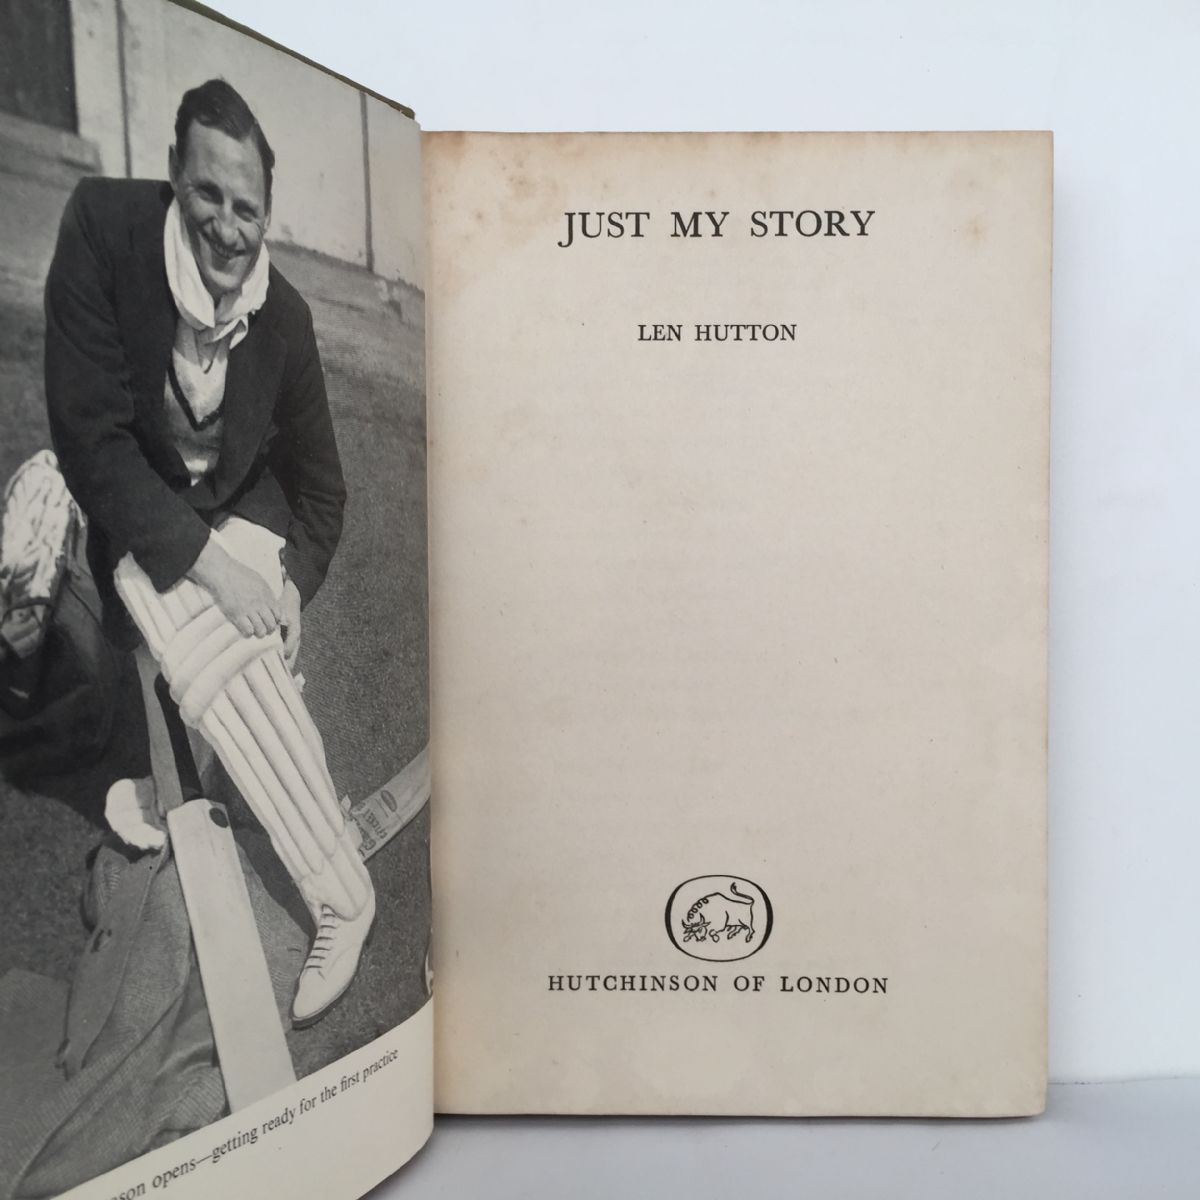 opens—getting ready for the first practice
JUST MY STORY
LEN HUTTON
HUTCHINSON OF LONDON